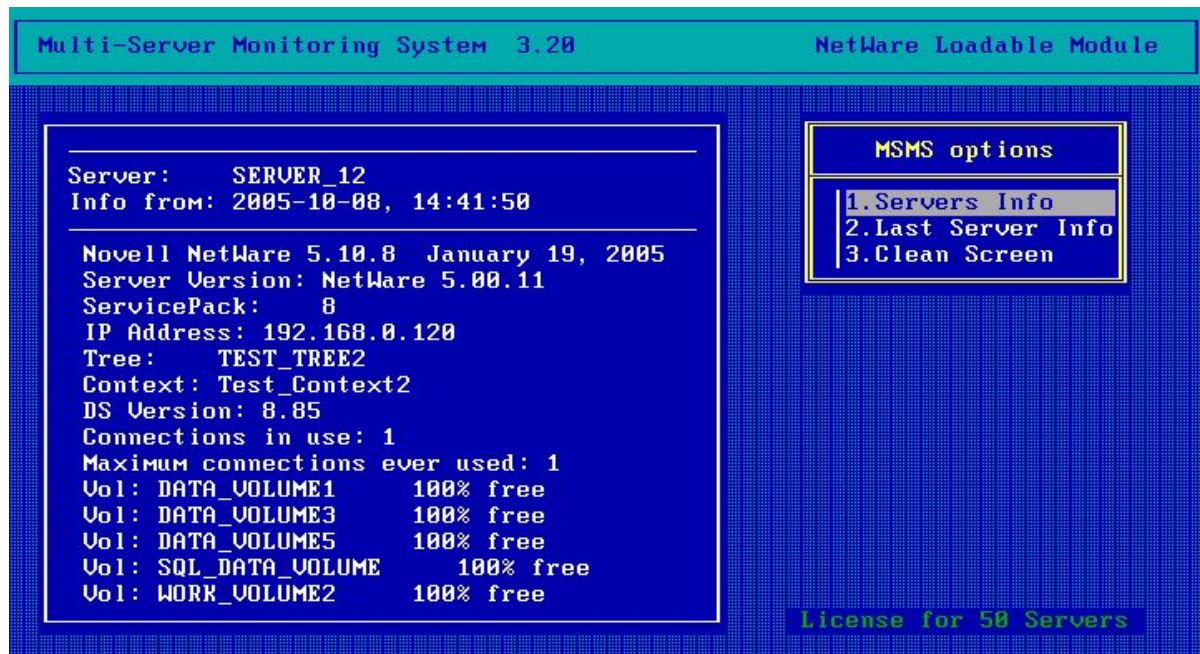 Multi-Server Monitoring System 3.20
NetWare Loadable Module
Server: SERVER_12
Info from: 2005-10-08, 14:41:50
Novell NetWare 5.10.8 January 19, 2005
Server Version: NetWare 5.00.11
ServicePack: 8
IP Address: 192.168.0.120
Tree: TEST_TREE2
Context: Test_Context2
DS Version: 8.85
Connections in use: 1
Maximum connections ever used: 1
Vol: DATA_VOLUME1 100% free
Vol: DATA_VOLUME3 100% free
Vol: DATA_VOLUME5 100% free
Vol: SQL_DATA_VOLUME 100% free
Vol: WORK_VOLUME2 100% free
MSMS options
1.Servers Info
2.Last Server Info
3.Clean Screen
License for 50 Servers